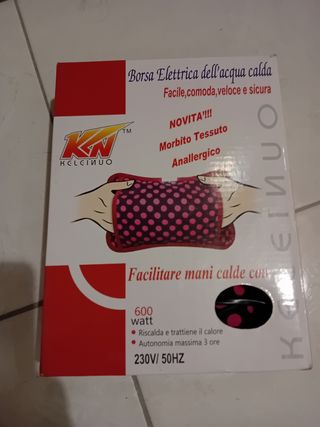 Borsa Elettrica dell'acqua calda
Facile,comoda,veloce e sicura
NOVITA'!!!
Morbito Tessuto
Anallergico
KN™
KELEINUO
KELEINUO
Facilitare mani calde con
600
watt
• Riscalda e trattiene il calore
• Autonomia massima 3 ore
230V/ 50HZ